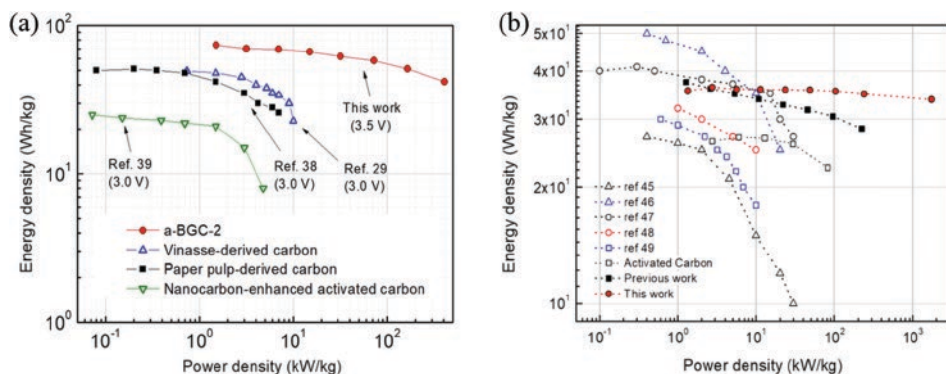 (a)
10²
10¹
10⁰
Energy density (Wh/kg)
This work
(3.5 V)
Ref. 39
(3.0 V)
Ref. 38
(3.0 V)
Ref. 29
(3.0 V)
a-BGC-2
Vinasse-derived carbon
Paper pulp-derived carbon
Nanocarbon-enhanced activated carbon
10⁻¹ 10⁰ 10¹ 10²
Power density (kW/kg)
(b)
5x10¹
4x10¹
3x10¹
2x10¹
10¹
Energy density (Wh/kg)
ref 45
ref 46
ref 47
ref 48
ref 49
Activated Carbon
Previous work
This work
10⁻¹ 10⁰ 10¹ 10² 10³
Power density (kW/kg)